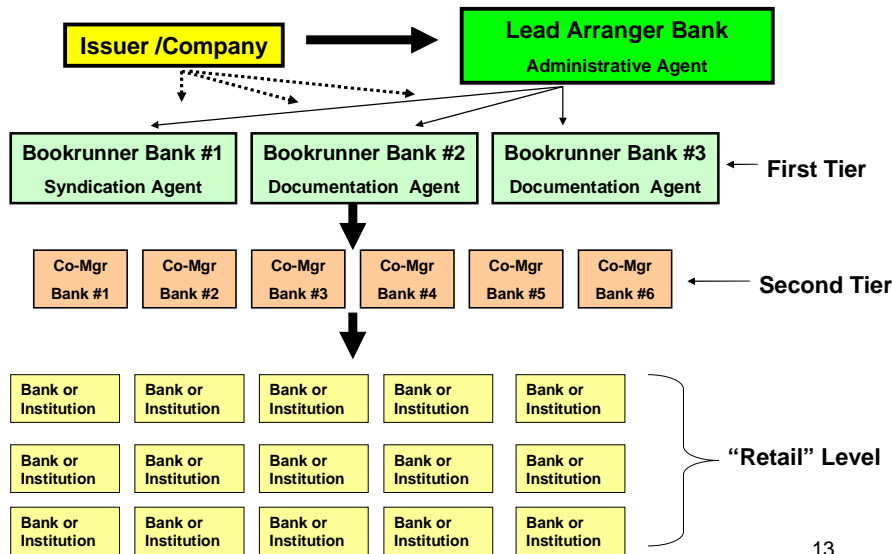 Issuer /Company
Lead Arranger Bank
Administrative Agent
Bookrunner Bank #1
Syndication Agent
Bookrunner Bank #2
Documentation Agent
Bookrunner Bank #3
Documentation Agent
First Tier
Co-Mgr
Bank #1
Co-Mgr
Bank #2
Co-Mgr
Bank #3
Co-Mgr
Bank #4
Co-Mgr
Bank #5
Co-Mgr
Bank #6
Second Tier
Bank or
Institution
Bank or
Institution
Bank or
Institution
Bank or
Institution
Bank or
Institution
Bank or
Institution
Bank or
Institution
Bank or
Institution
Bank or
Institution
Bank or
Institution
“Retail” Level
Bank or
Institution
Bank or
Institution
Bank or
Institution
Bank or
Institution
Bank or
Institution
13